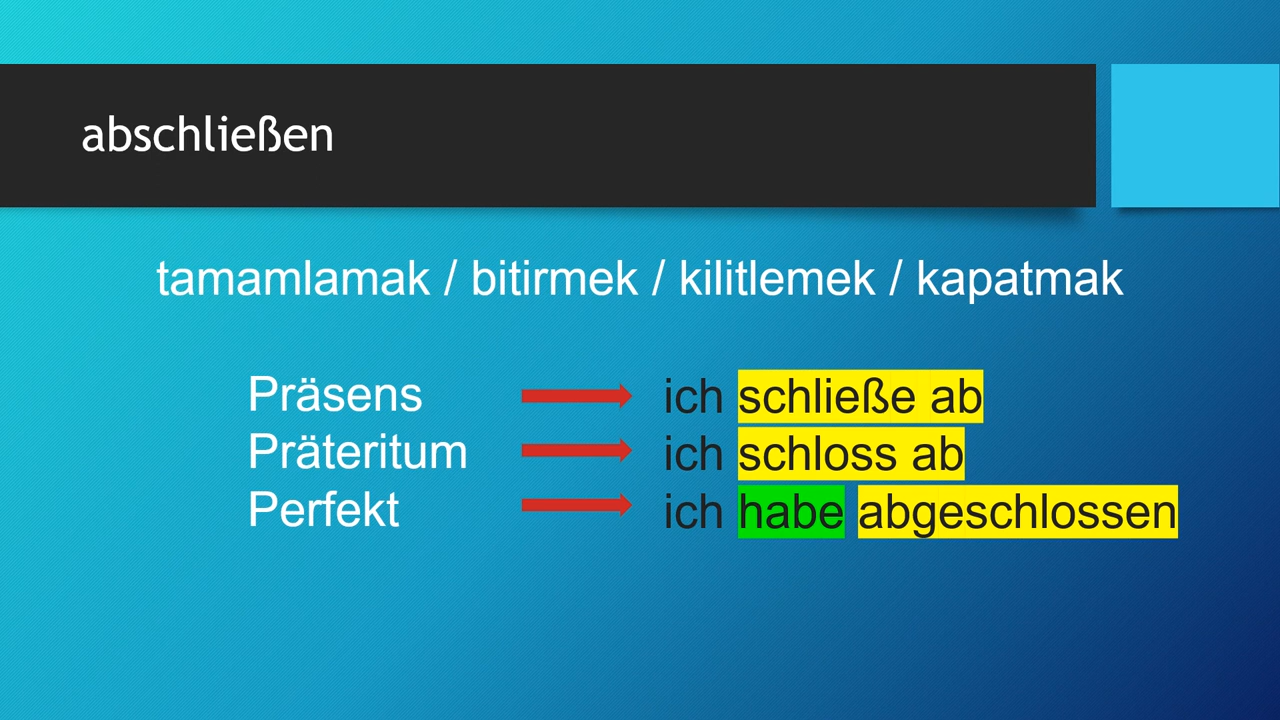 abschließen
tamamlamak / bitirmek / kilitlemek / kapatmak
Präsens ich schließe ab
Präteritum ich schloss ab
Perfekt ich habe abgeschlossen